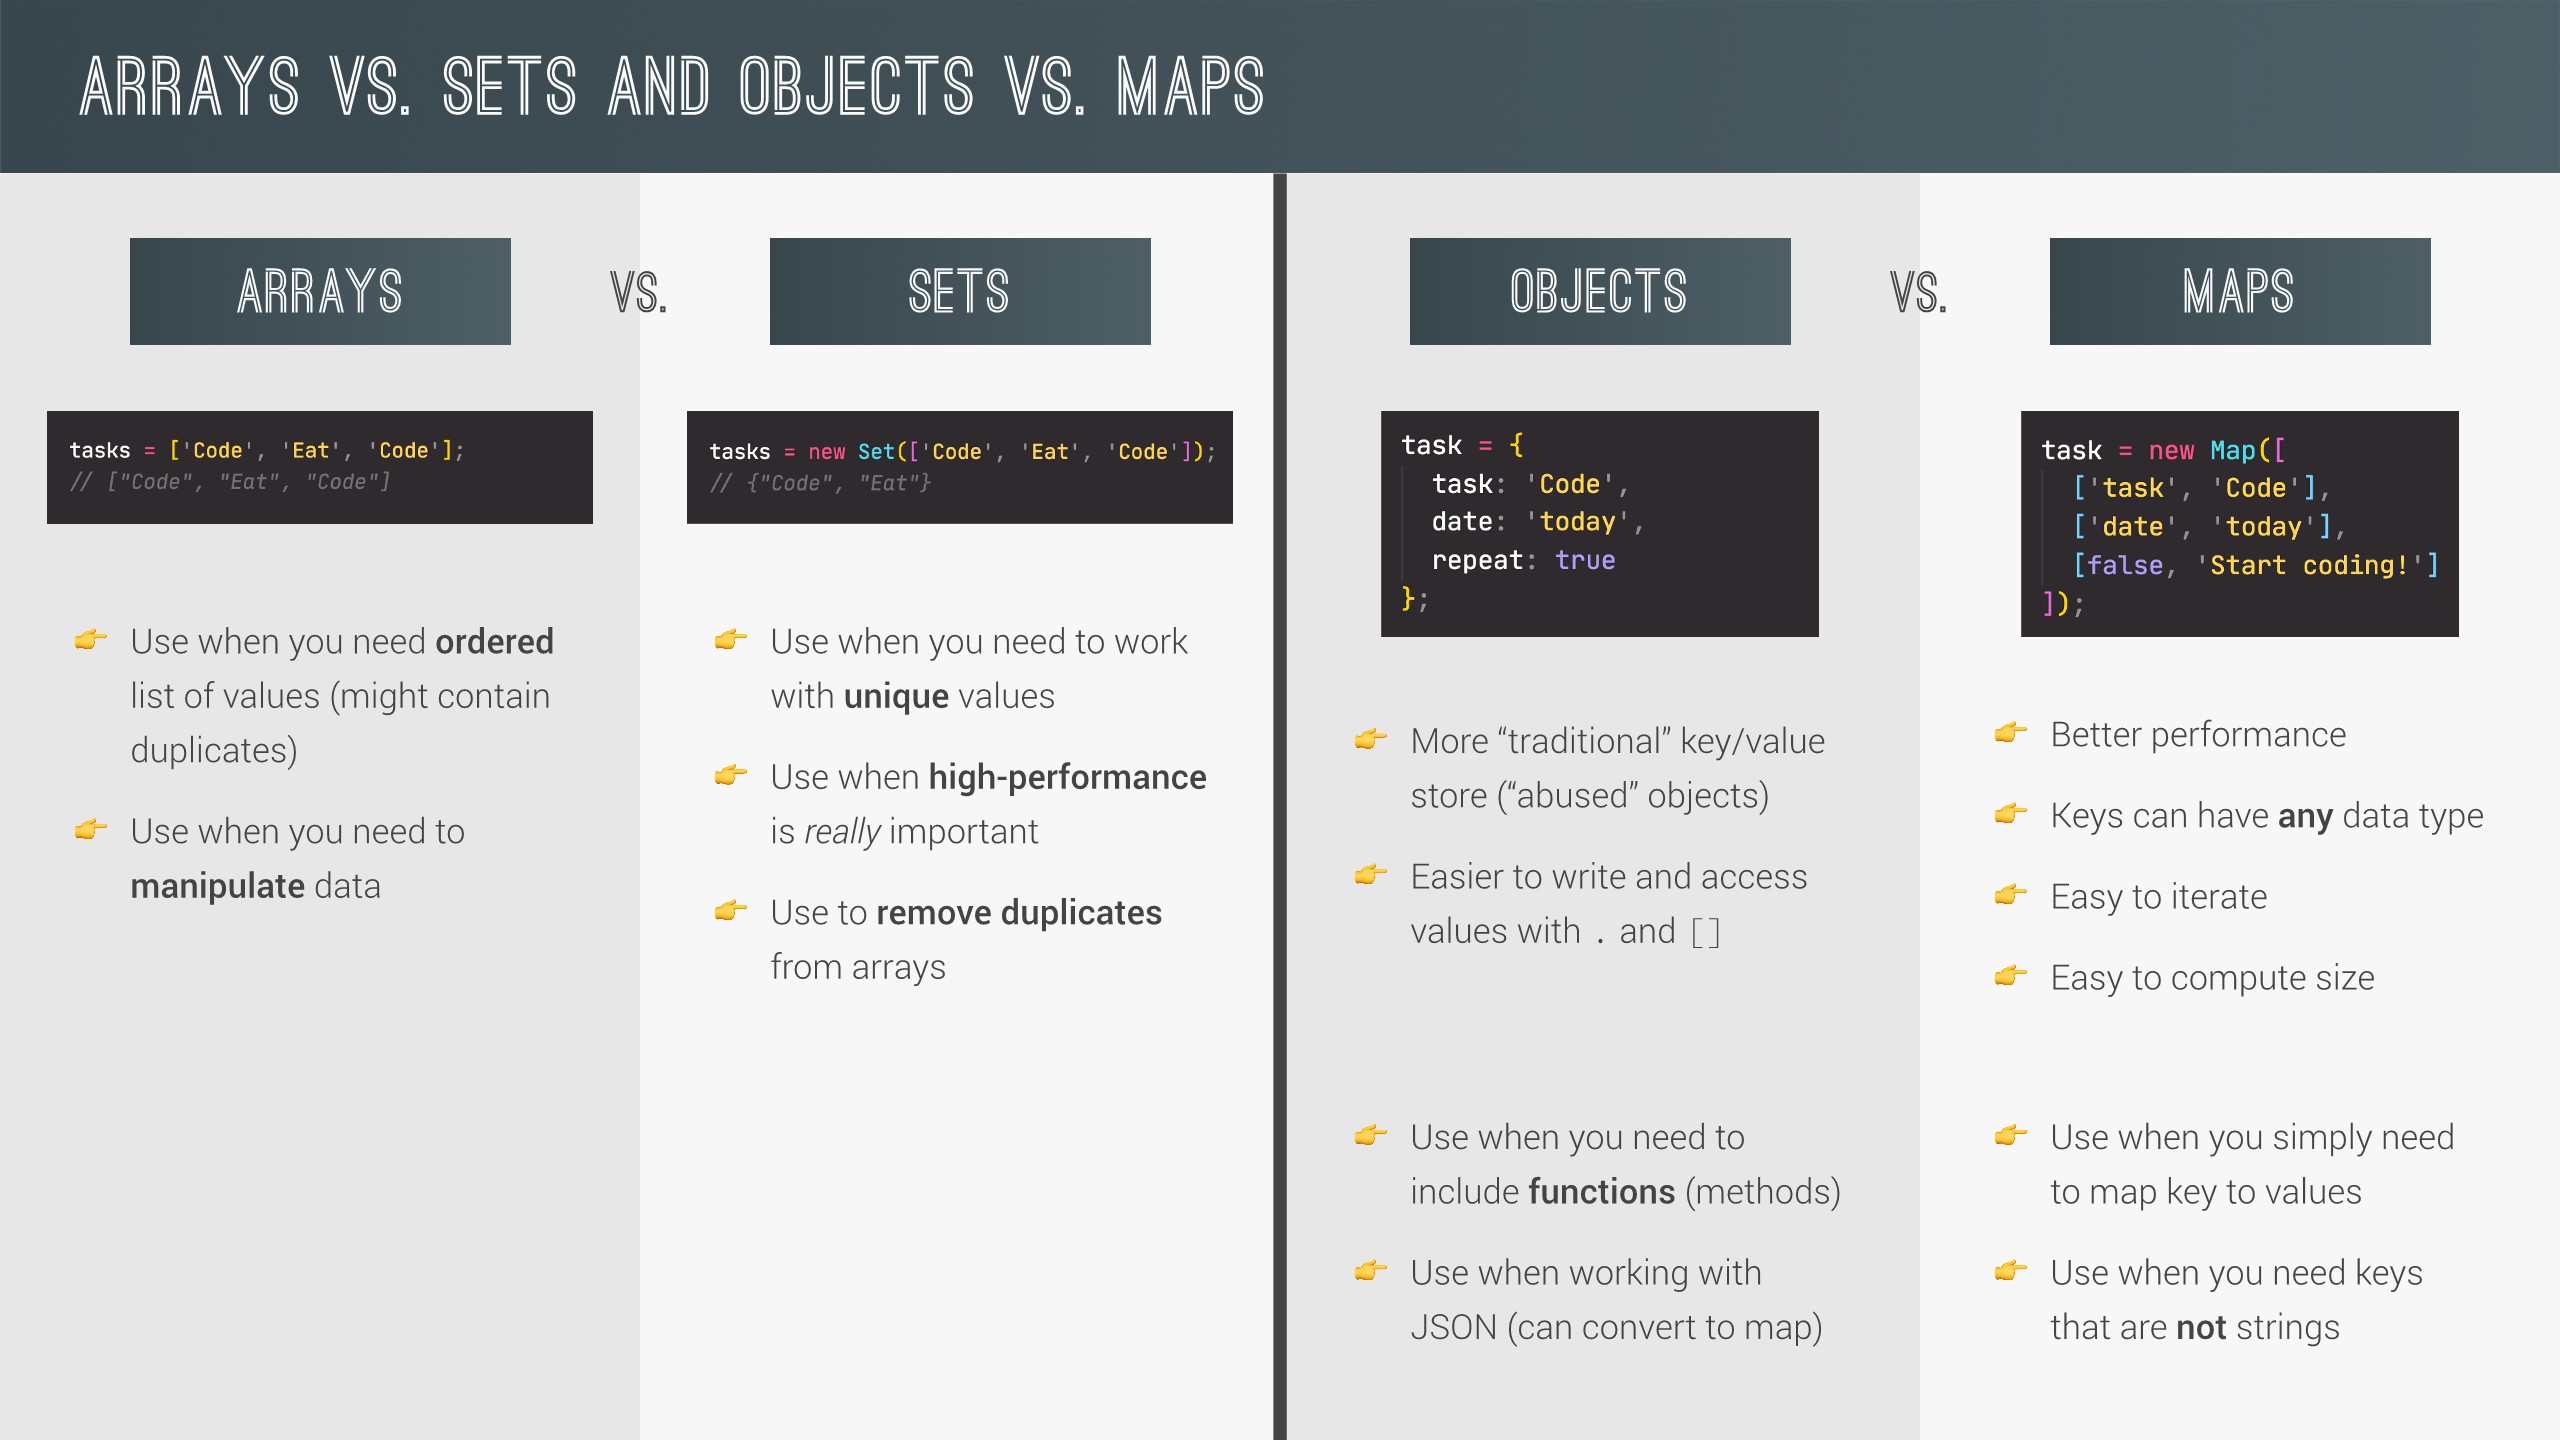 ARRAYS VS. SETS AND OBJECTS VS. MAPS
ARRAYS
VS.
SETS
tasks = ['Code', 'Eat', 'Code'];
// ["Code", "Eat", "Code"]
tasks = new Set(['Code', 'Eat', 'Code']);
// {"Code", "Eat"}
👉 Use when you need ordered
list of values (might contain
duplicates)
👉 Use when you need to
manipulate data
👉 Use when you need to work
with unique values
👉 Use when high-performance
is really important
👉 Use to remove duplicates
from arrays
OBJECTS
VS.
MAPS
task = {
  task: 'Code',
  date: 'today',
  repeat: true
};
task = new Map([
  ['task', 'Code'],
  ['date', 'today'],
  [false, 'Start coding!']
]);
👉 More “traditional” key/value
store (“abused” objects)
👉 Easier to write and access
values with . and []
👉 Use when you need to
include functions (methods)
👉 Use when working with
JSON (can convert to map)
👉 Better performance
👉 Keys can have any data type
👉 Easy to iterate
👉 Easy to compute size
👉 Use when you simply need
to map key to values
👉 Use when you need keys
that are not strings